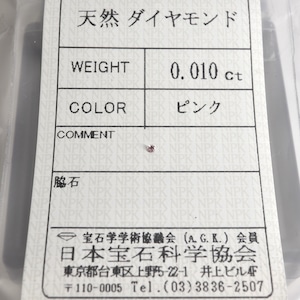 天然 ダイヤモンド
WEIGHT 0.010 ct
COLOR ピンク
COMMENT
脇石
宝石学学術協議会 (A.G.K.) 会員
日本宝石科学協会
東京都台東区上野5-22-1 井上ビル4F
〒110-0005 Tel.(03)3836-2507